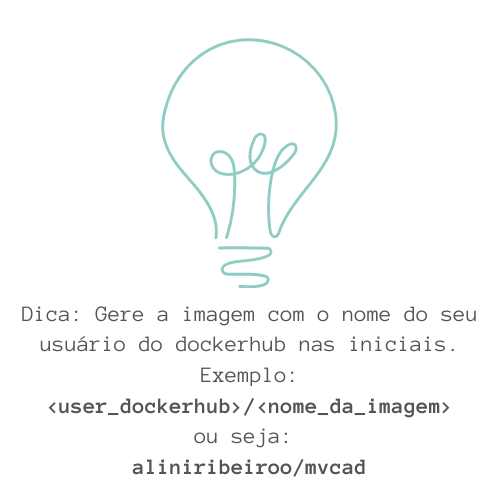 Dica: Gere a imagem com o nome do seu
usuário do dockerhub nas iniciais.
Exemplo:
<user_dockerhub>/<nome_da_imagem>
ou seja:
aliniribeiroo/mvcad